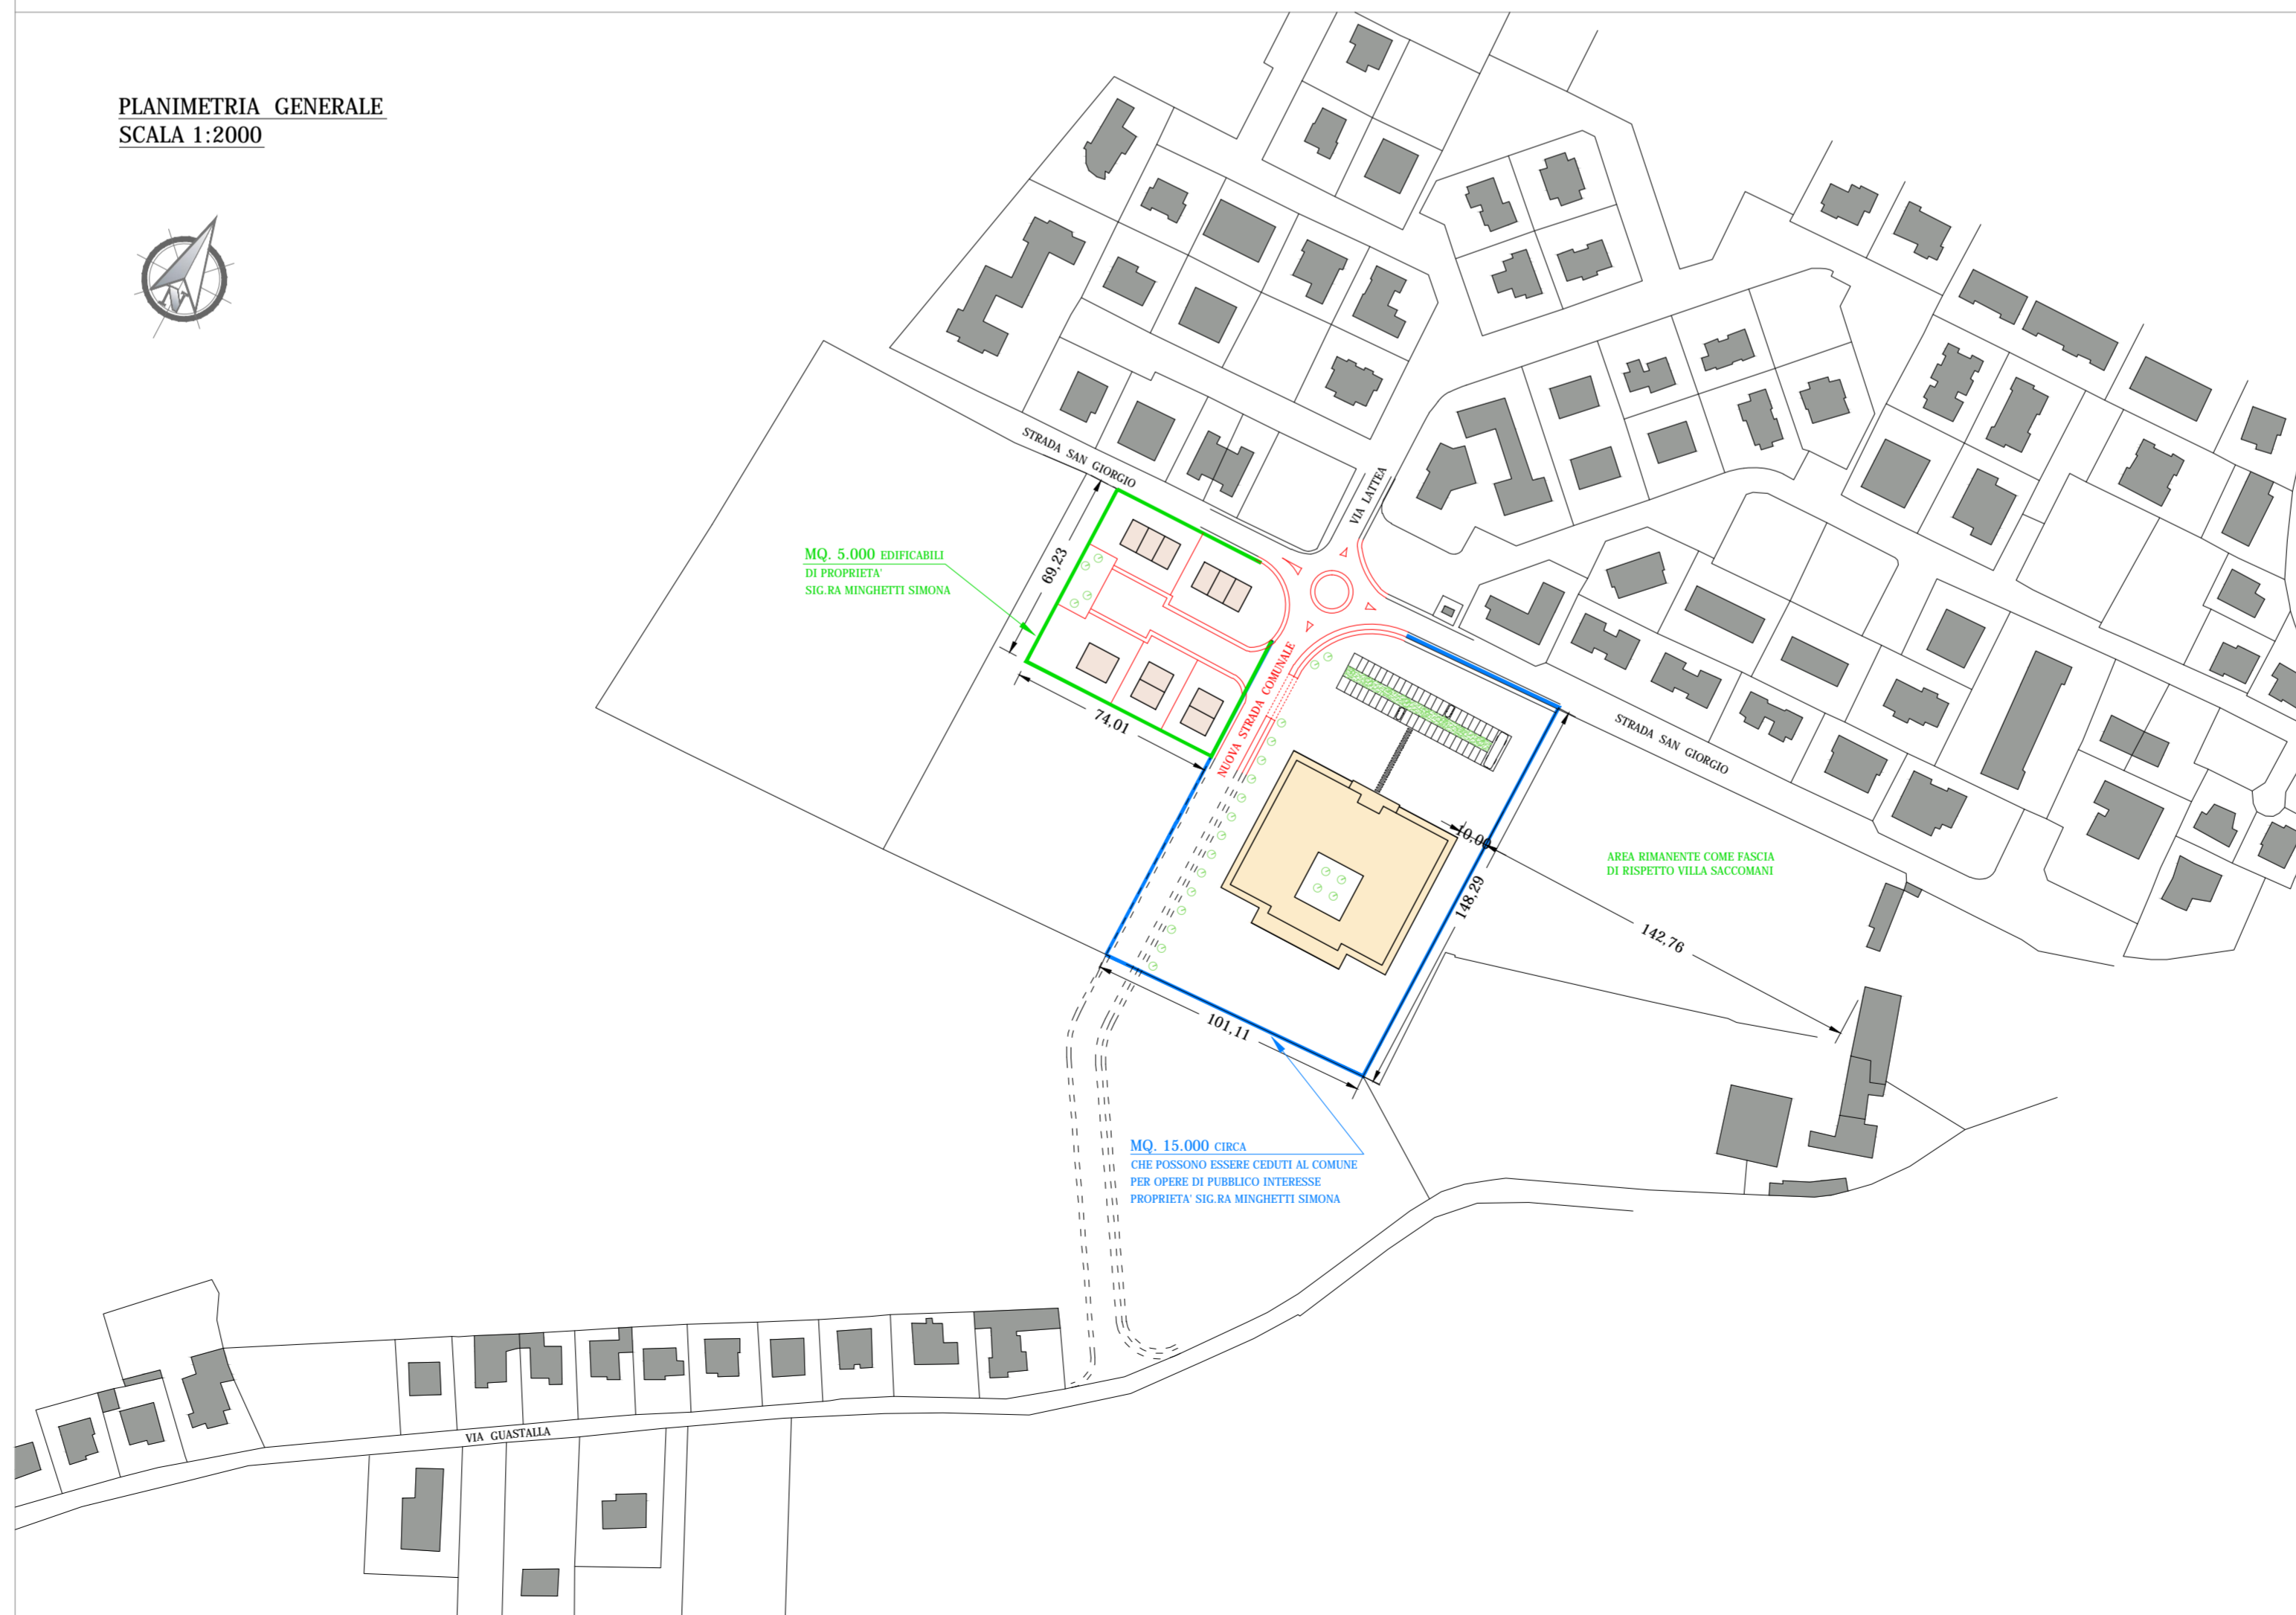 PLANIMETRIA GENERALE
SCALA 1:2000
N
STRADA SAN GIORGIO
VIA LATTEA
MQ. 5.000 EDIFICABILI
DI PROPRIETA'
SIG.RA MINGHETTI SIMONA
69,23
74,01
NUOVA STRADA COMUNALE
STRADA SAN GIORGIO
10,00
AREA RIMANENTE COME FASCIA
DI RISPETTO VILLA SACCOMANI
148,29
142,76
101,11
MQ. 15.000 CIRCA
CHE POSSONO ESSERE CEDUTI AL COMUNE
PER OPERE DI PUBBLICO INTERESSE
PROPRIETA' SIG.RA MINGHETTI SIMONA
VIA GUASTALLA